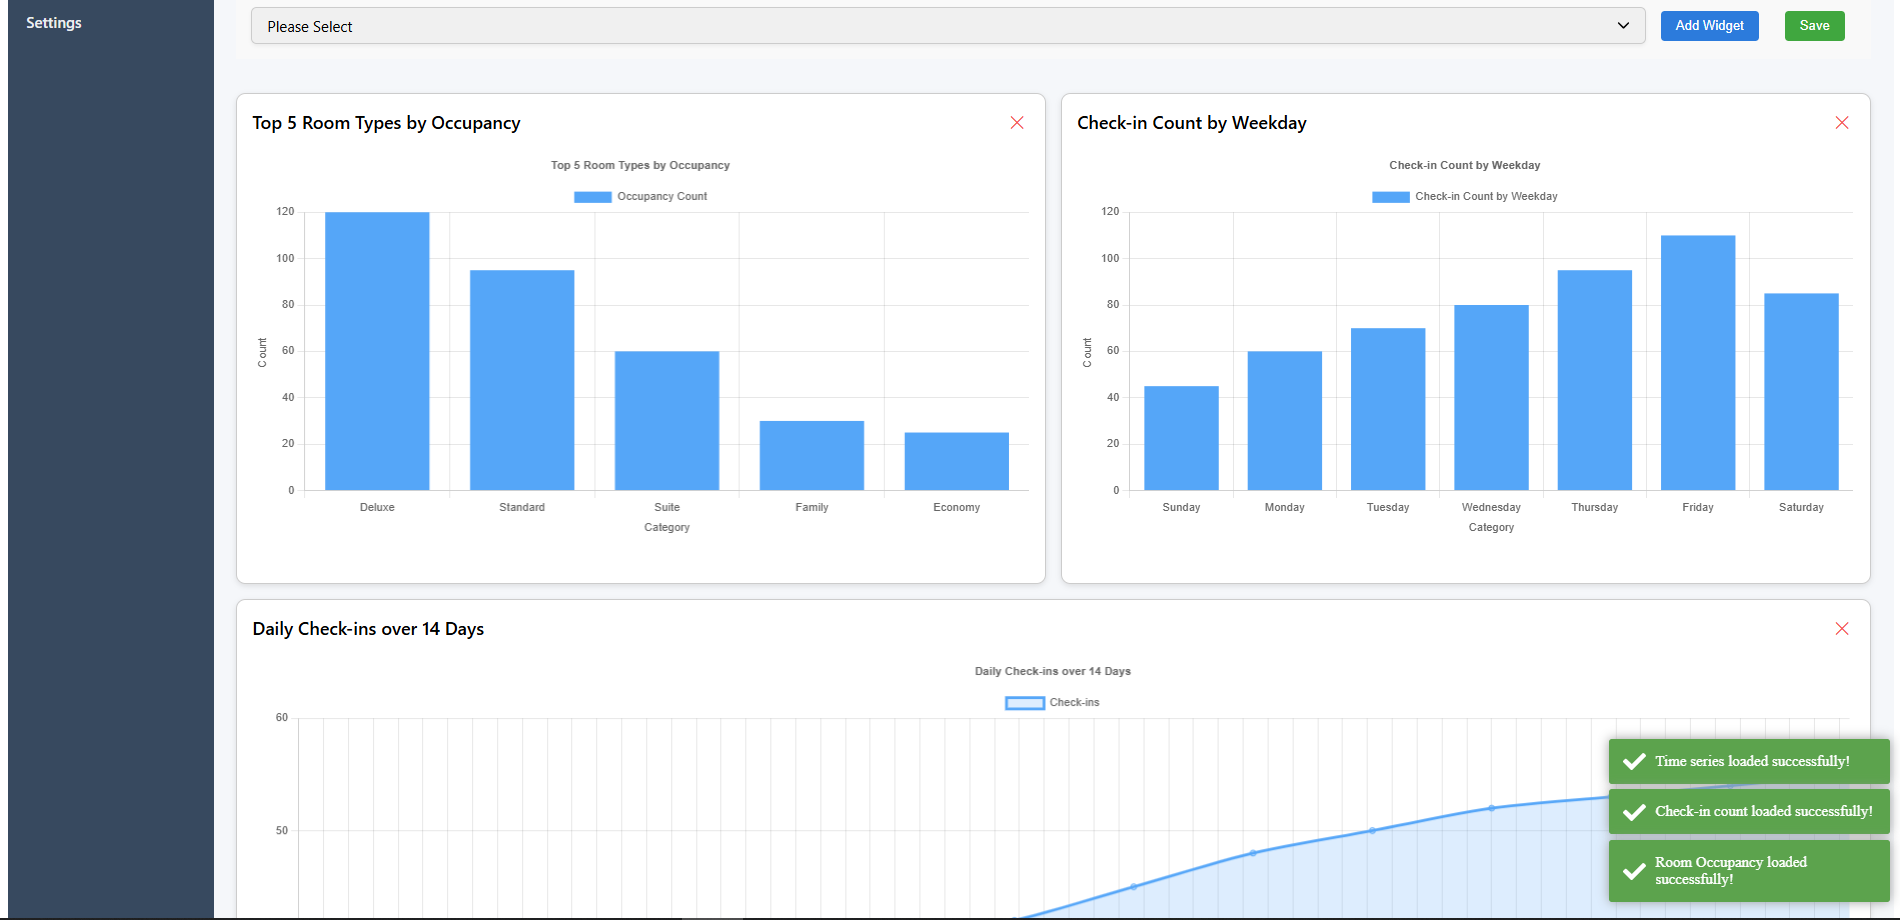 Settings
Please Select
Add Widget
Save
Top 5 Room Types by Occupancy
Top 5 Room Types by Occupancy
Occupancy Count
120
100
80
60
40
20
0
Count
Deluxe Standard Suite Family Economy
Category
Check-in Count by Weekday
Check-in Count by Weekday
Check-in Count by Weekday
120
100
80
60
40
20
0
Count
Sunday Monday Tuesday Wednesday Thursday Friday Saturday
Category
Daily Check-ins over 14 Days
Daily Check-ins over 14 Days
Check-ins
60
50
Time series loaded successfully!
Check-in count loaded successfully!
Room Occupancy loaded
successfully!